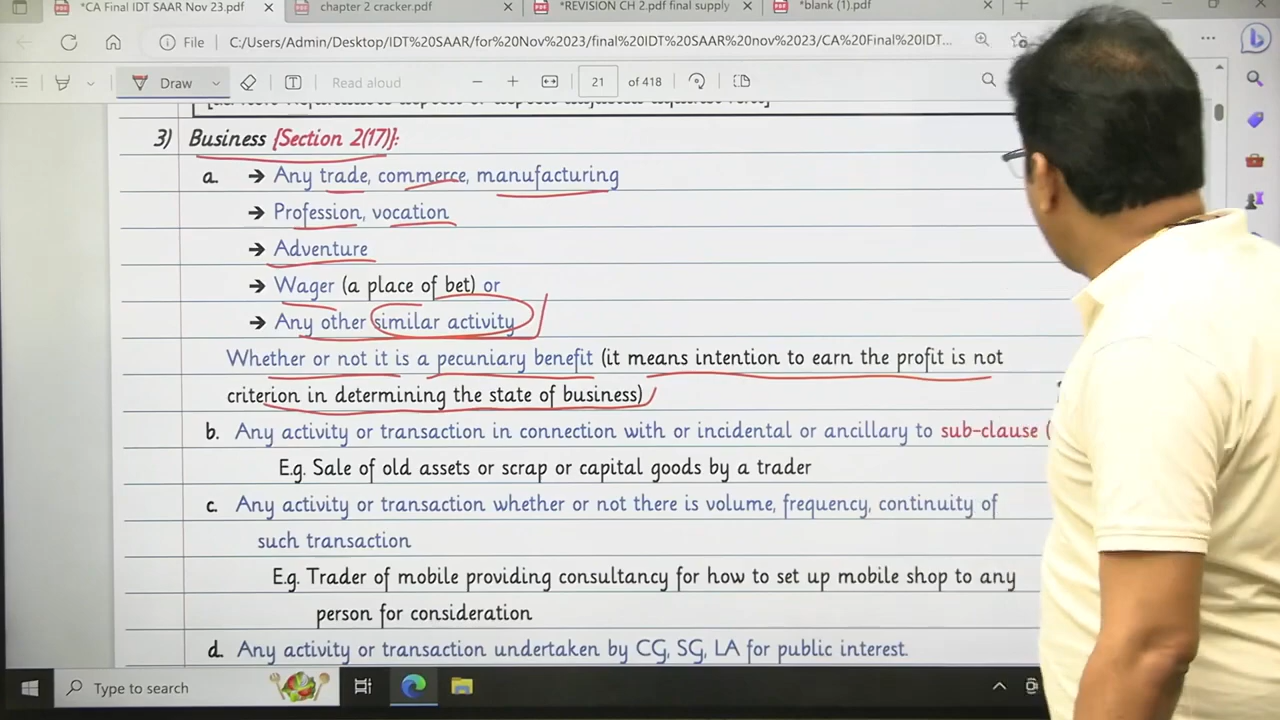 *CA Final IDT SAAR Nov 23.pdf
chapter 2 cracker.pdf
*REVISION CH 2.pdf final supply
*blank (1).pdf
File
C:/Users/Admin/Desktop/IDT%20SAAR/for%20Nov%2023/final%20IDT%20SAAR%20nov%2023/CA%20Final%20IDT...
Draw
Read aloud
21 of 418
3) Business {Section 2(17)}:
a. → Any trade, commerce, manufacturing
→ Profession, vocation
→ Adventure
→ Wager (a place of bet) or
→ Any other similar activity
Whether or not it is a pecuniary benefit (it means intention to earn the profit is not
criterion in determining the state of business)
b. Any activity or transaction in connection with or incidental or ancillary to sub-clause (
E.g. Sale of old assets or scrap or capital goods by a trader
c. Any activity or transaction whether or not there is volume, frequency, continuity of
such transaction
E.g. Trader of mobile providing consultancy for how to set up mobile shop to any
person for consideration
d. Any activity or transaction undertaken by CG, SG, LA for public interest.
Type to search